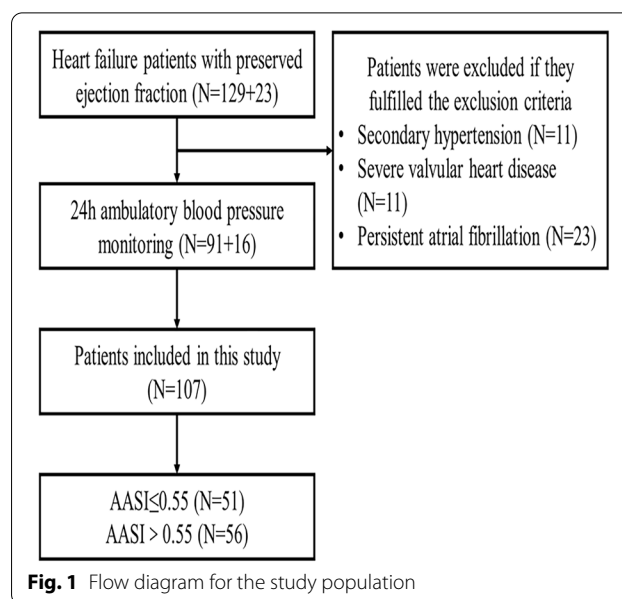 Heart failure patients with preserved
ejection fraction (N=129+23)
Patients were excluded if they
fulfilled the exclusion criteria
• Secondary hypertension (N=11)
• Severe valvular heart disease
(N=11)
• Persistent atrial fibrillation (N=23)
24h ambulatory blood pressure
monitoring (N=91+16)
Patients included in this study
(N=107)
AASI≤0.55 (N=51)
AASI > 0.55 (N=56)
Fig. 1 Flow diagram for the study population